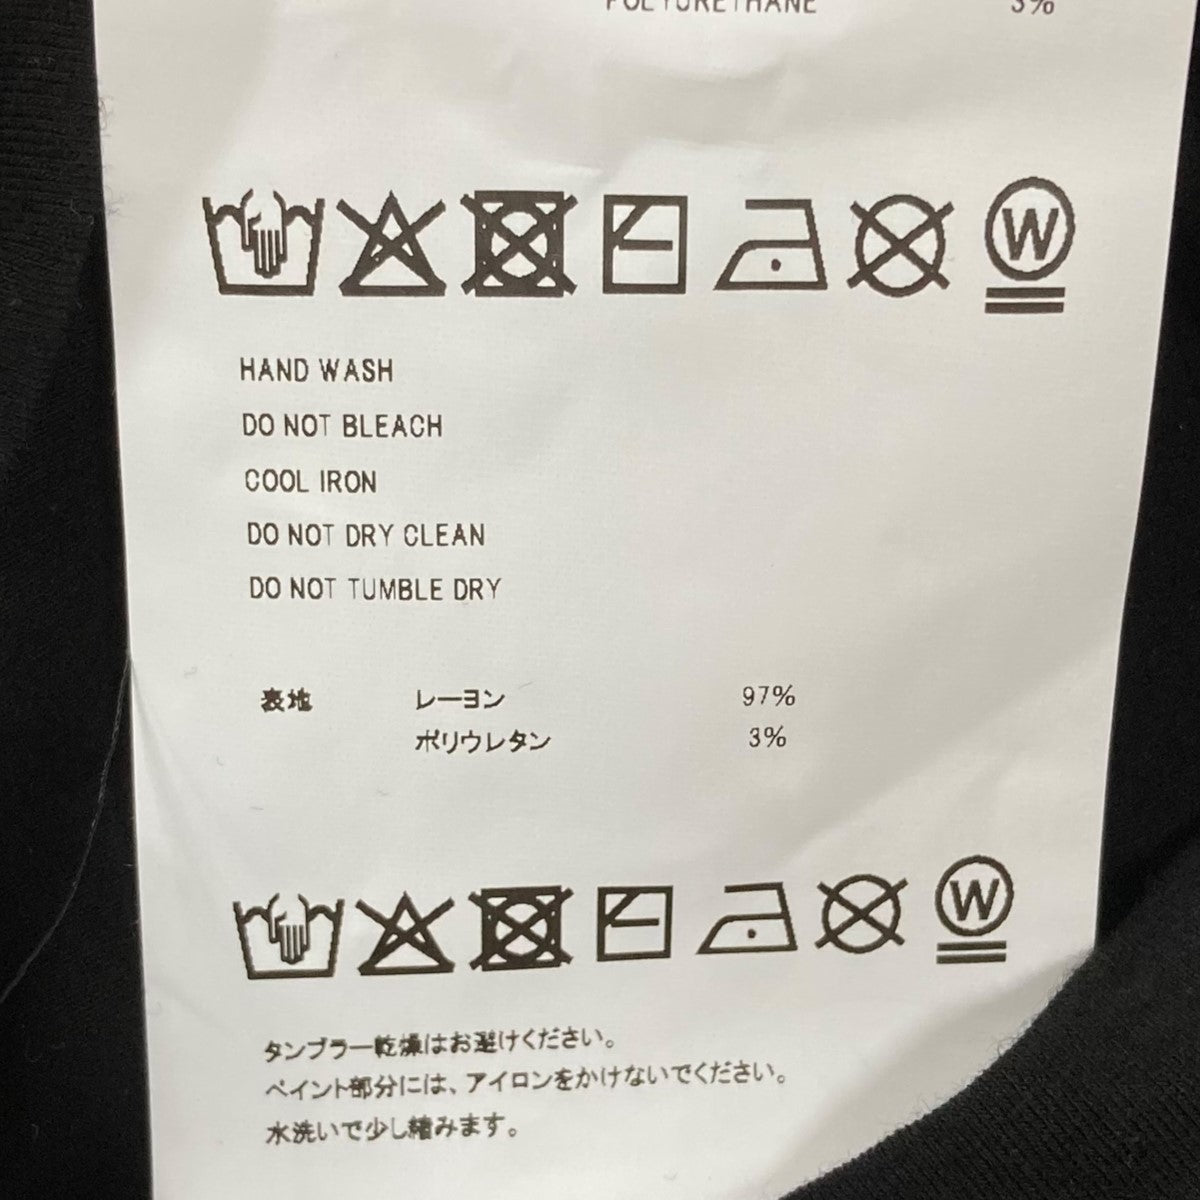 POLYURETHANE 3%
W
HAND WASH
DO NOT BLEACH
COOL IRON
DO NOT DRY CLEAN
DO NOT TUMBLE DRY
表地 レーヨン 97%
ポリウレタン 3%
W
タンブラー乾燥はお避けください。
ペイント部分には、アイロンをかけないでください。
水洗いで少し縮みます。